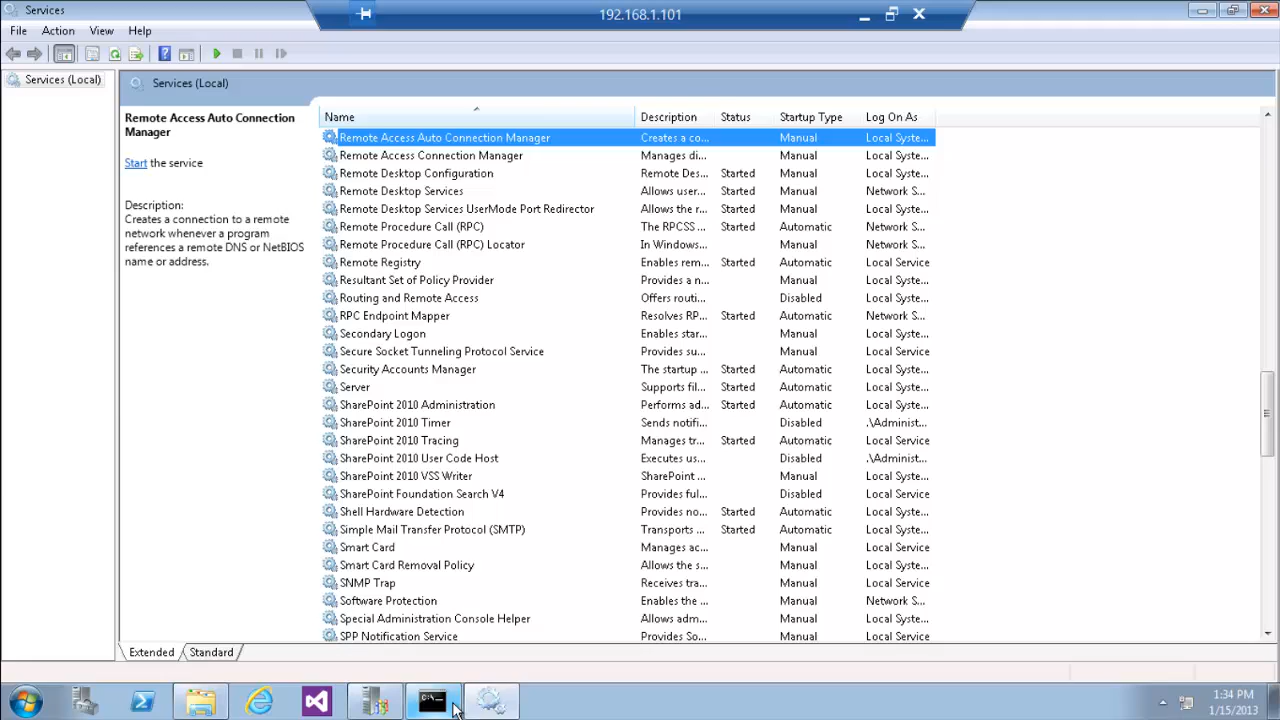 Services
192.168.1.101
File Action View Help
Services (Local)
Services (Local)
Remote Access Auto Connection
Manager
Start the service
Description:
Creates a connection to a remote
network whenever a program
references a remote DNS or NetBIOS
name or address.
Name Description Status Startup Type Log On As
Remote Access Auto Connection Manager Creates a co... Manual Local Syste...
Remote Access Connection Manager Manages di... Manual Local Syste...
Remote Desktop Configuration Remote Des... Started Manual Local Syste...
Remote Desktop Services Allows user... Started Manual Network S...
Remote Desktop Services UserMode Port Redirector Allows the r... Started Manual Local Syste...
Remote Procedure Call (RPC) The RPCSS ... Started Automatic Network S...
Remote Procedure Call (RPC) Locator In Windows... Manual Network S...
Remote Registry Enables rem... Started Automatic Local Service
Resultant Set of Policy Provider Provides a n... Manual Local Syste...
Routing and Remote Access Offers routi... Disabled Local Syste...
RPC Endpoint Mapper Resolves RP... Started Automatic Network S...
Secondary Logon Enables star... Manual Local Syste...
Secure Socket Tunneling Protocol Service Provides su... Manual Local Service
Security Accounts Manager The startup ... Started Automatic Local Syste...
Server Supports fil... Started Automatic Local Syste...
SharePoint 2010 Administration Performs ad... Started Automatic Local Syste...
SharePoint 2010 Timer Sends notifi... Disabled .\Administ...
SharePoint 2010 Tracing Manages tr... Started Automatic Local Service
SharePoint 2010 User Code Host Executes us... Disabled .\Administ...
SharePoint 2010 VSS Writer SharePoint ... Manual Local Syste...
SharePoint Foundation Search V4 Provides ful... Disabled Local Service
Shell Hardware Detection Provides no... Started Automatic Local Syste...
Simple Mail Transfer Protocol (SMTP) Transports ... Started Automatic Local Syste...
Smart Card Manages ac... Manual Local Service
Smart Card Removal Policy Allows the s... Manual Local Syste...
SNMP Trap Receives tra... Manual Local Service
Software Protection Enables the ... Manual Network S...
Special Administration Console Helper Allows adm... Manual Local Syste...
SPP Notification Service Provides So... Manual Local Service
Extended Standard
C:\_
1:34 PM
1/15/2013